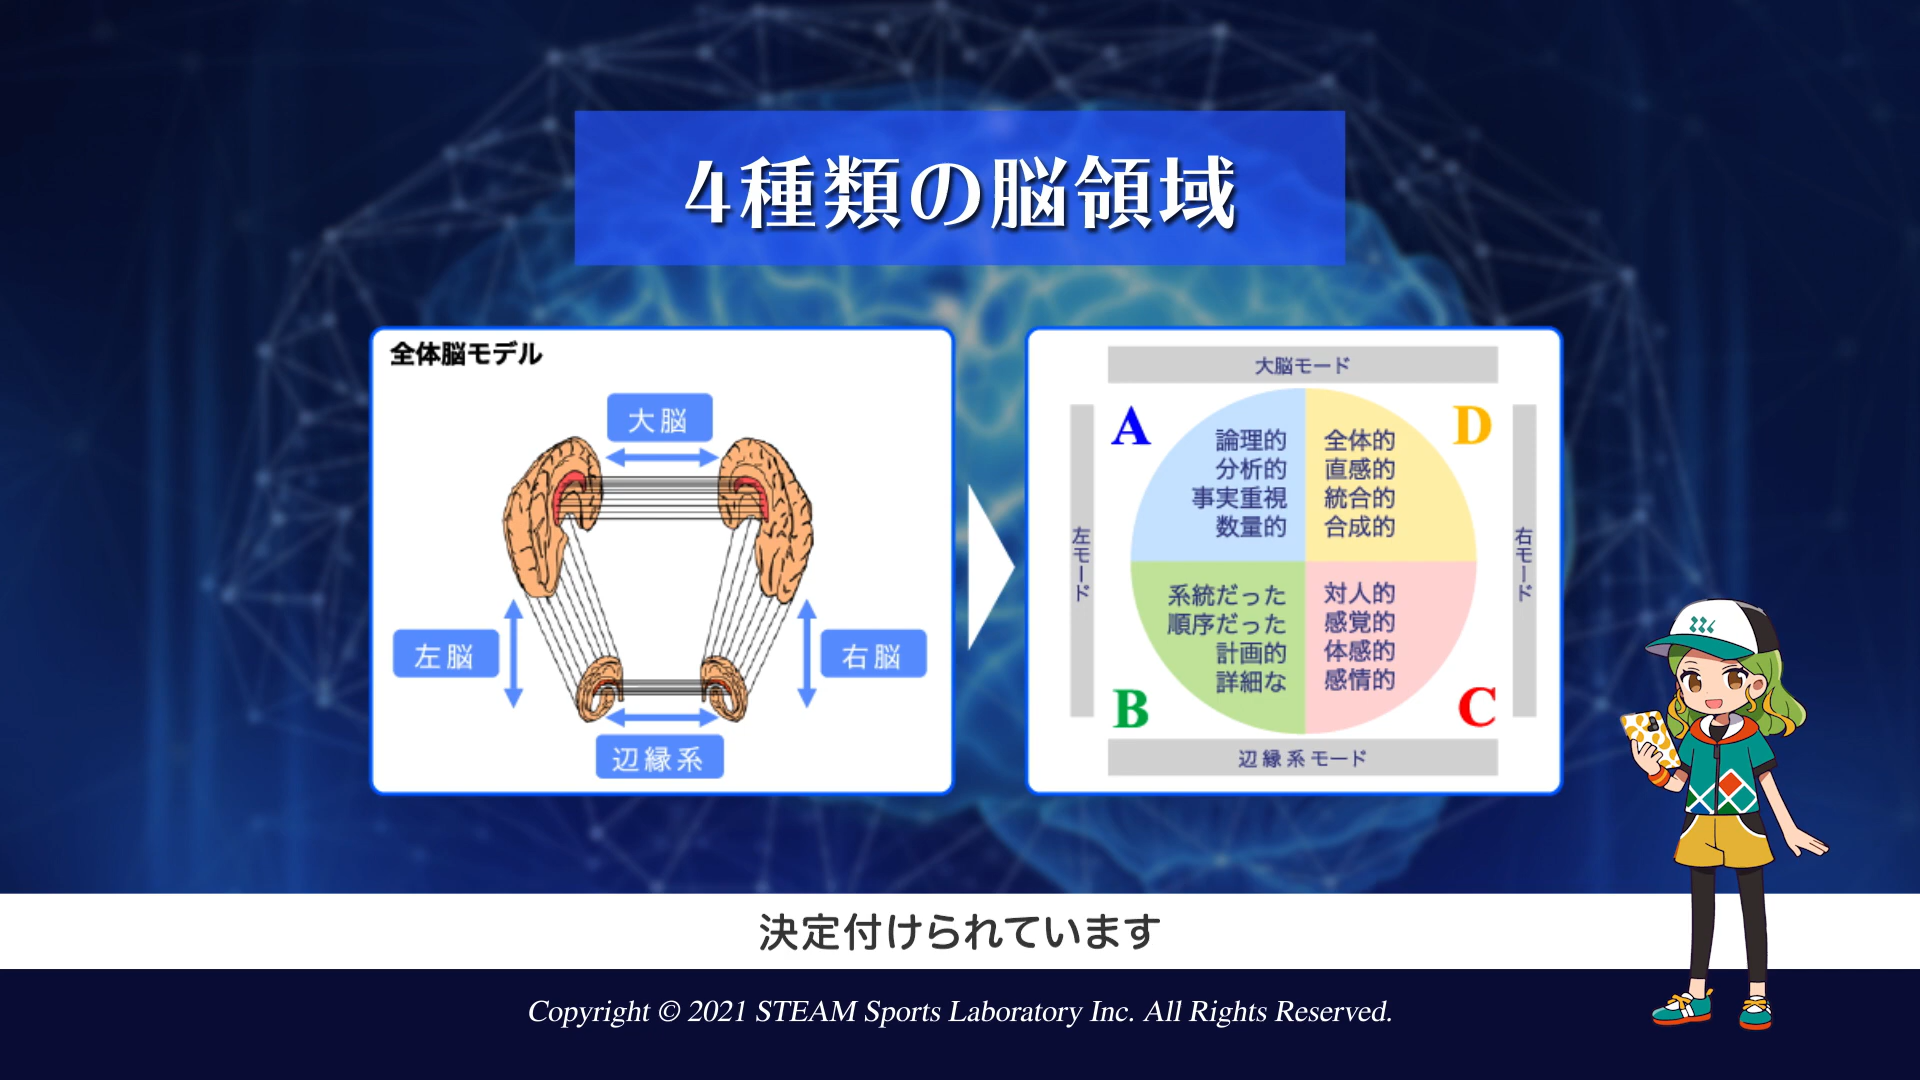 4種類の脳領域
全体脳モデル
大脳
左脳
右脳
辺縁系
大脳モード
A
D
論理的
分析的
事実重視
数量的
全体的
直感的
統合的
合成的
左モード
右モード
系統だった
順序だった
計画的
詳細な
対人的
感覚的
体感的
感情的
B
C
辺縁系モード
決定付けられています
Copyright © 2021 STEAM Sports Laboratory Inc. All Rights Reserved.